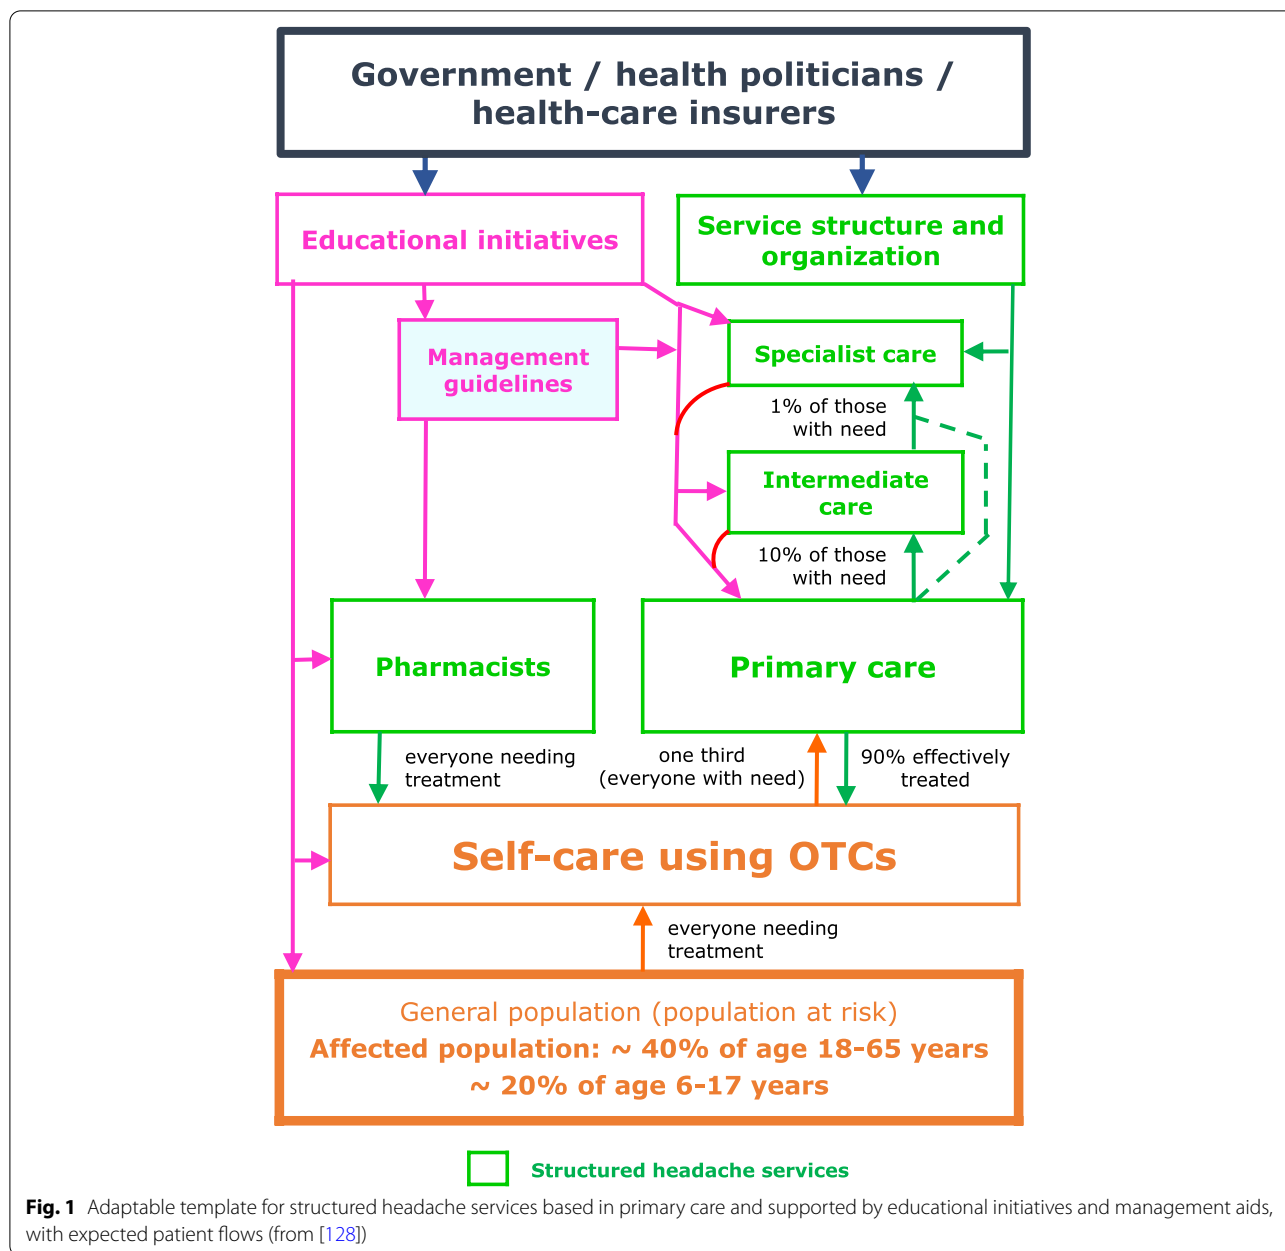 Government / health politicians /
health-care insurers
Educational initiatives
Service structure and
organization
Management
guidelines
Specialist care
1% of those
with need
Intermediate
care
10% of those
with need
Pharmacists
Primary care
everyone needing
treatment
one third
(everyone with need)
90% effectively
treated
Self-care using OTCs
everyone needing
treatment
General population (population at risk)
Affected population: ~ 40% of age 18-65 years
~ 20% of age 6-17 years
Structured headache services
Fig. 1 Adaptable template for structured headache services based in primary care and supported by educational initiatives and management aids,
with expected patient flows (from [128])